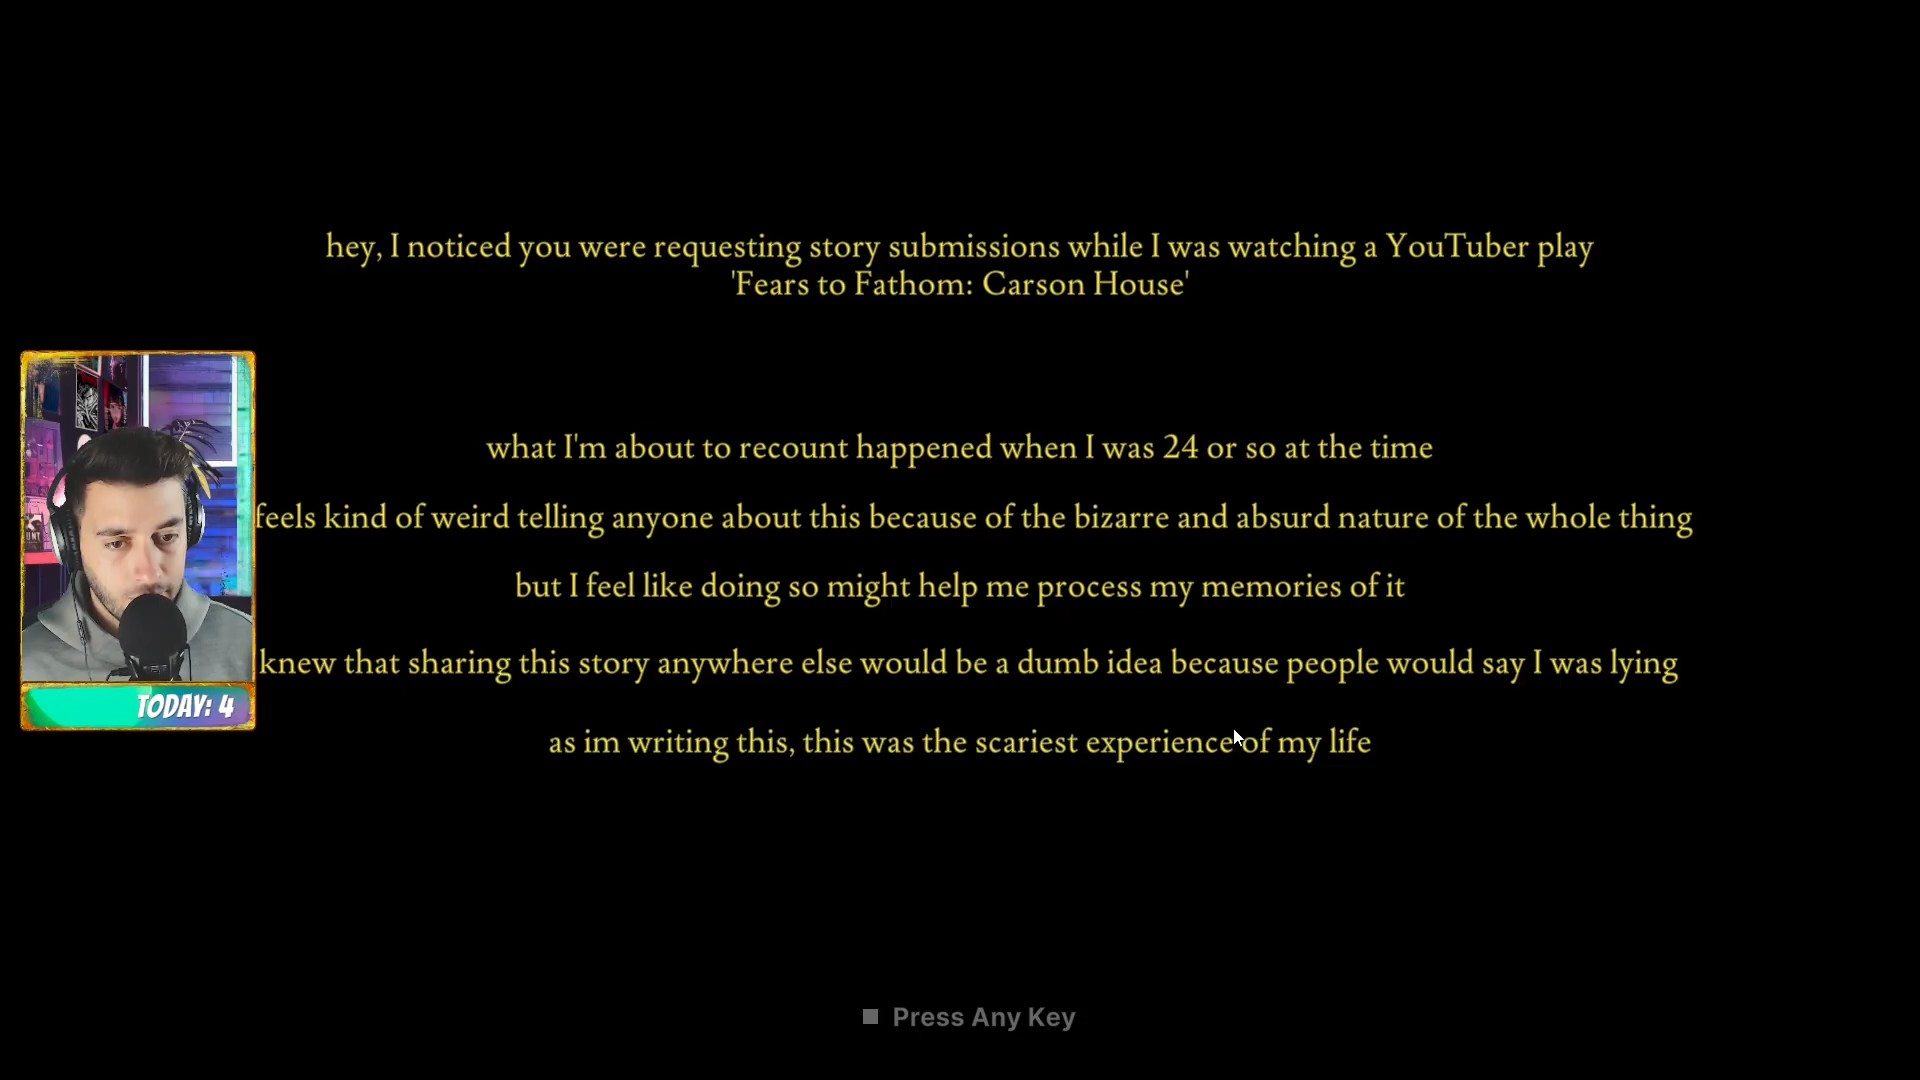 hey, I noticed you were requesting story submissions while I was watching a YouTuber play
'Fears to Fathom: Carson House'
what I'm about to recount happened when I was 24 or so at the time
feels kind of weird telling anyone about this because of the bizarre and absurd nature of the whole thing
but I feel like doing so might help me process my memories of it
knew that sharing this story anywhere else would be a dumb idea because people would say I was lying
TODAY: 4
as im writing this, this was the scariest experience of my life
Press Any Key